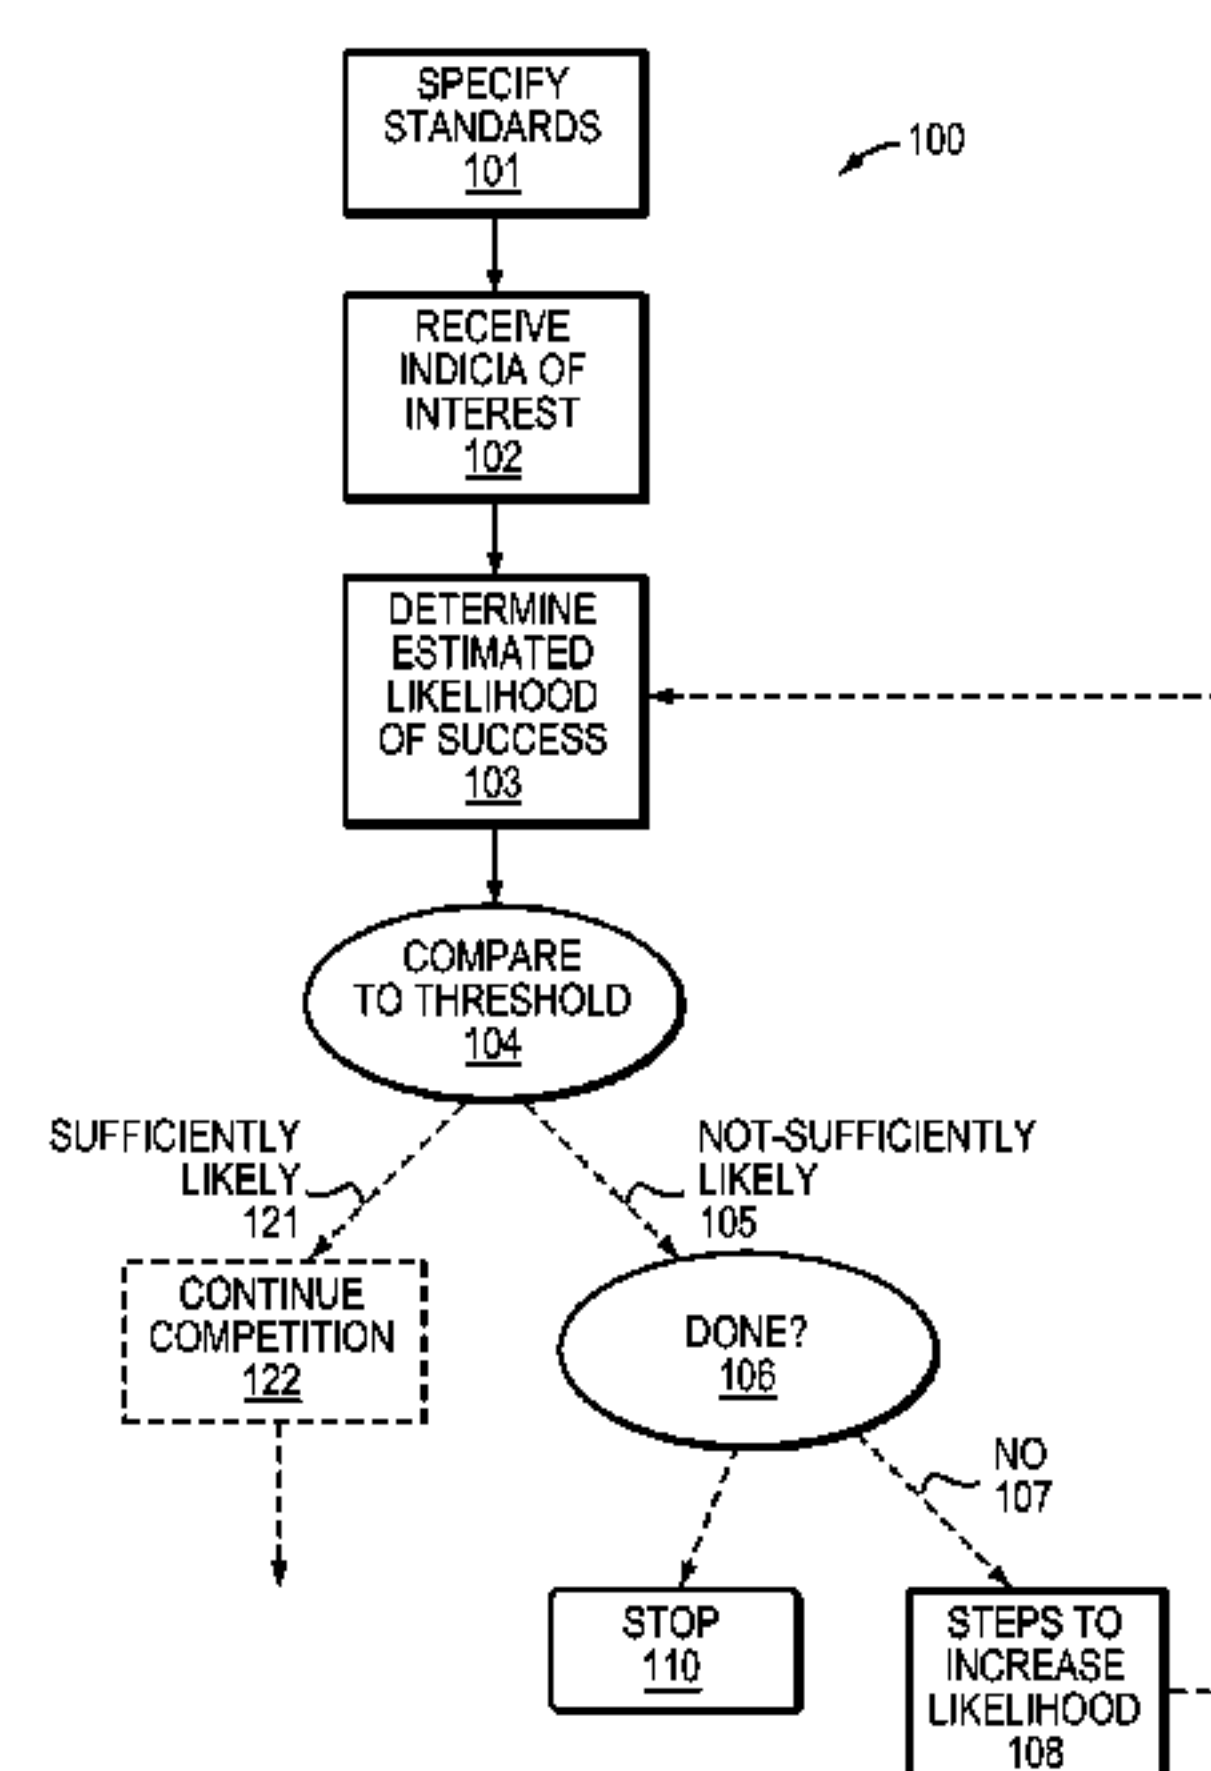 SPECIFY
STANDARDS
101
100
RECEIVE
INDICIA OF
INTEREST
102
DETERMINE
ESTIMATED
LIKELIHOOD
OF SUCCESS
103
COMPARE
TO THRESHOLD
104
SUFFICIENTLY
LIKELY
121
NOT-SUFFICIENTLY
LIKELY
105
CONTINUE
COMPETITION
122
DONE?
106
NO
107
STOP
110
STEPS TO
INCREASE
LIKELIHOOD
108